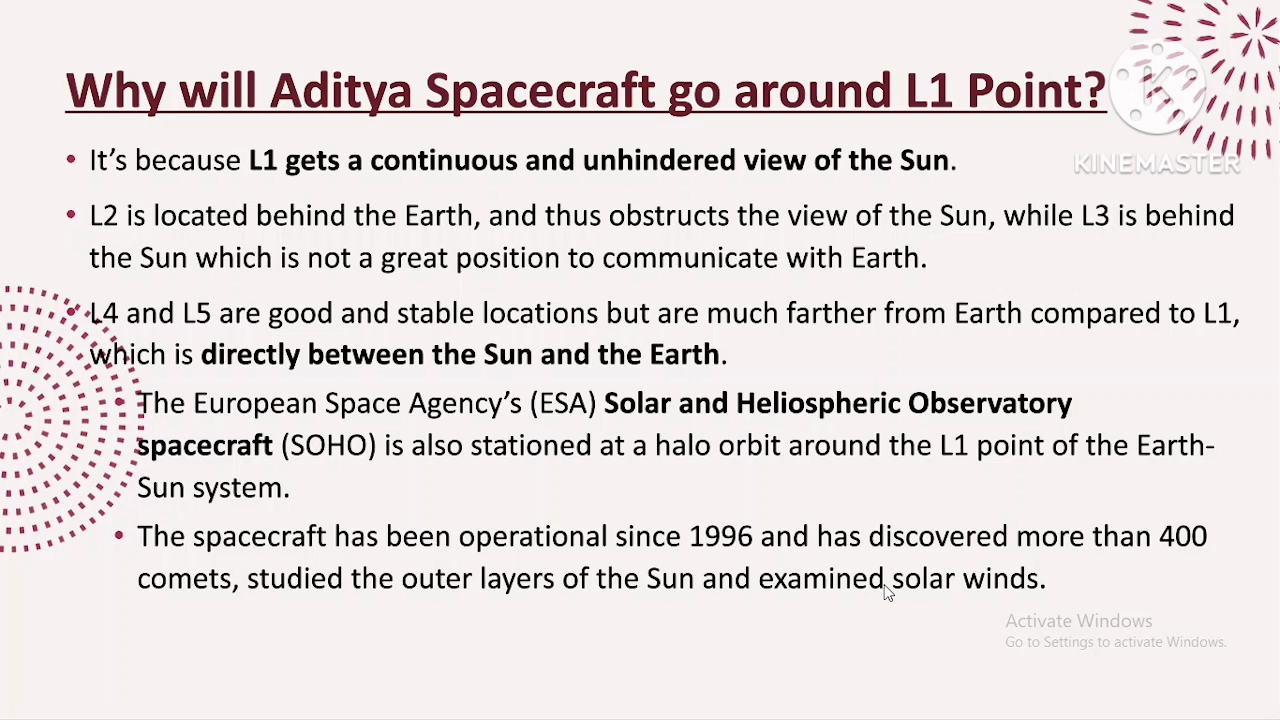 Why will Aditya Spacecraft go around L1 Point?
KINEMASTER
• It’s because L1 gets a continuous and unhindered view of the Sun.
• L2 is located behind the Earth, and thus obstructs the view of the Sun, while L3 is behind
the Sun which is not a great position to communicate with Earth.
• L4 and L5 are good and stable locations but are much farther from Earth compared to L1,
which is directly between the Sun and the Earth.
• The European Space Agency’s (ESA) Solar and Heliospheric Observatory
spacecraft (SOHO) is also stationed at a halo orbit around the L1 point of the Earth-
Sun system.
• The spacecraft has been operational since 1996 and has discovered more than 400
comets, studied the outer layers of the Sun and examined solar winds.
Activate Windows
Go to Settings to activate Windows.